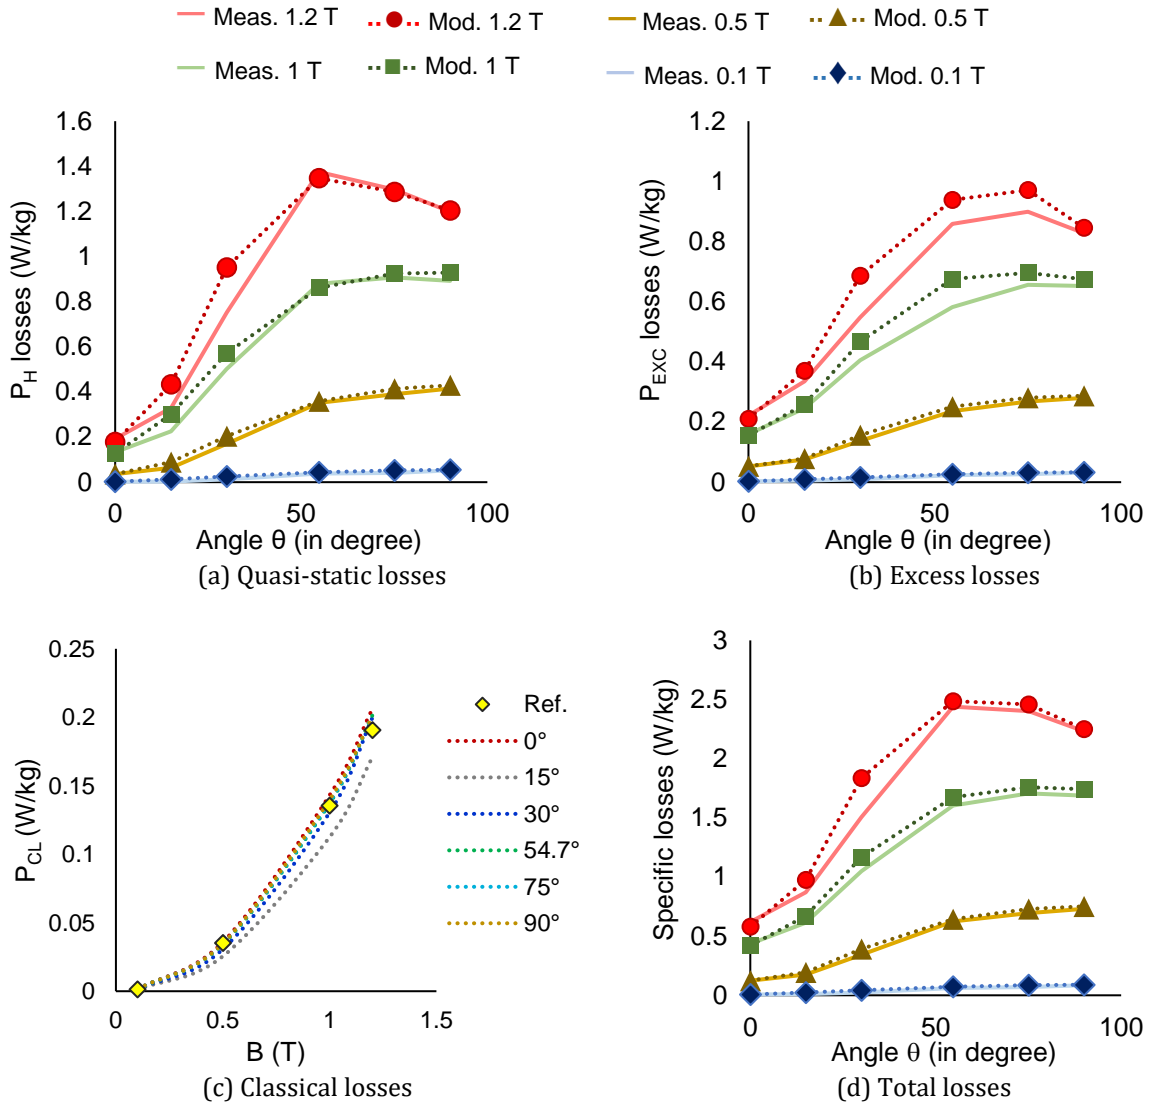 Meas. 1.2 T
Mod. 1.2 T
Meas. 0.5 T
Mod. 0.5 T
Meas. 1 T
Mod. 1 T
Meas. 0.1 T
Mod. 0.1 T
P_H losses (W/kg)
1.6
1.4
1.2
1
0.8
0.6
0.4
0.2
0
0
50
100
Angle θ (in degree)
(a) Quasi-static losses
P_EXC losses (W/kg)
1.2
1
0.8
0.6
0.4
0.2
0
0
50
100
Angle θ (in degree)
(b) Excess losses
P_CL (W/kg)
0.25
0.2
0.15
0.1
0.05
0
0
0.5
1
1.5
B (T)
Ref.
0°
15°
30°
54.7°
75°
90°
(c) Classical losses
Specific losses (W/kg)
3
2.5
2
1.5
1
0.5
0
0
50
100
Angle θ (in degree)
(d) Total losses